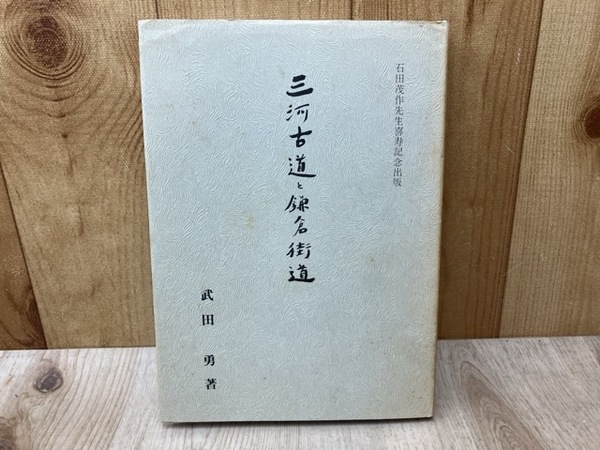 石田茂作先生喜寿記念出版
三河古道と鎌倉街道
武田勇著